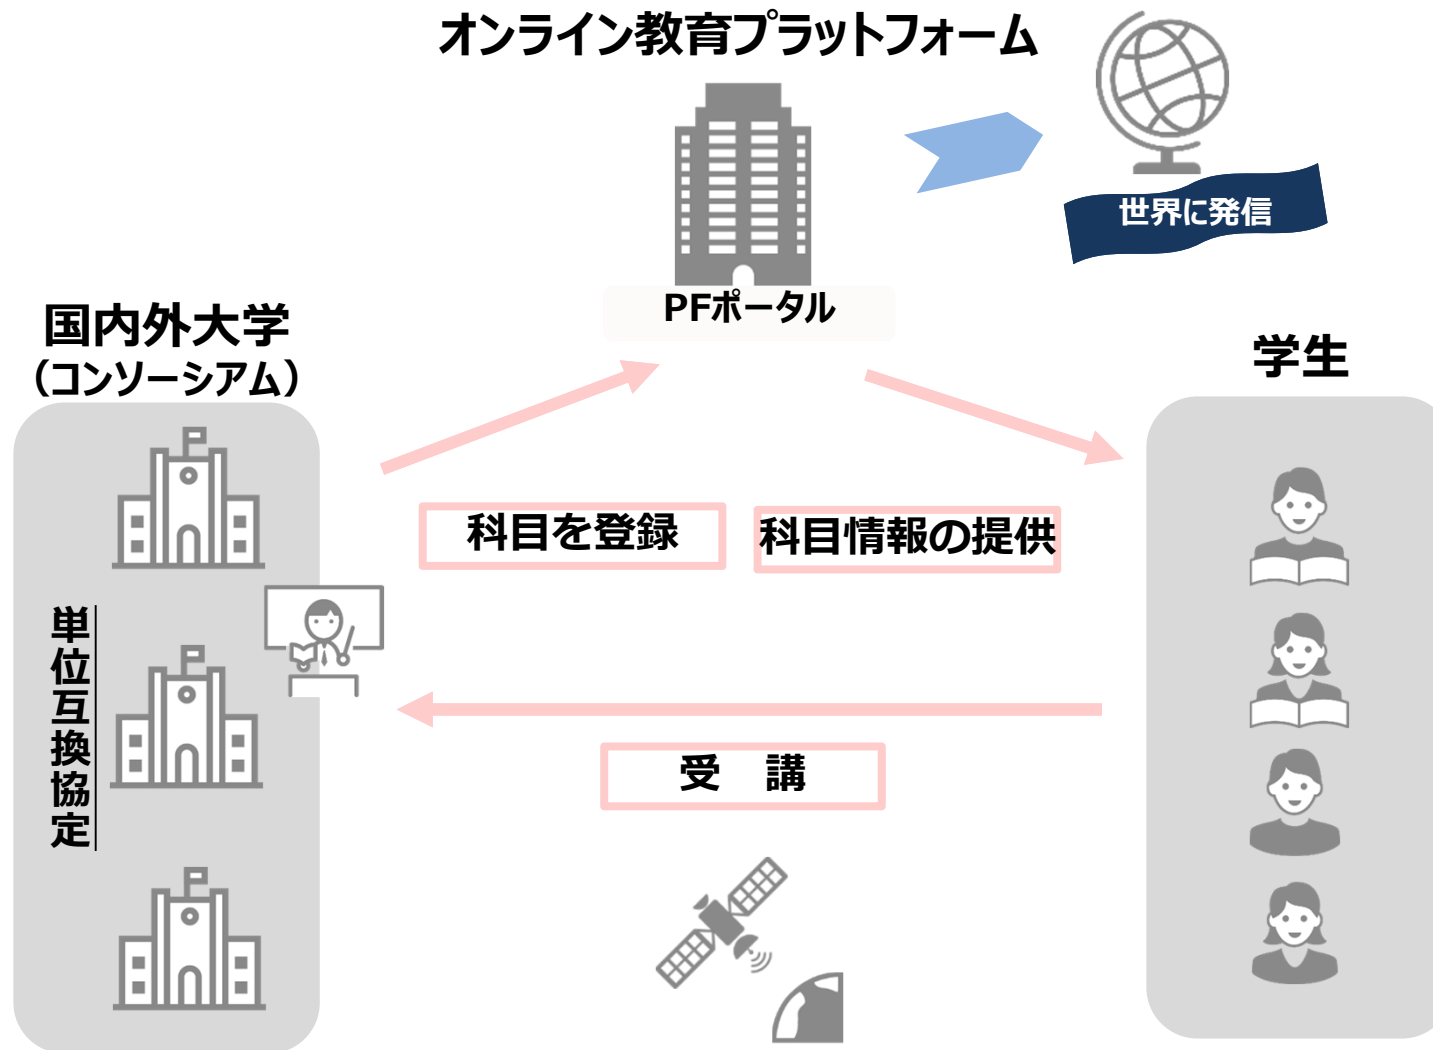 オンライン教育プラットフォーム
世界に発信
PFポータル
国内外大学
（コンソーシアム）
学生
科目を登録
科目情報の提供
単位互換協定
受　講